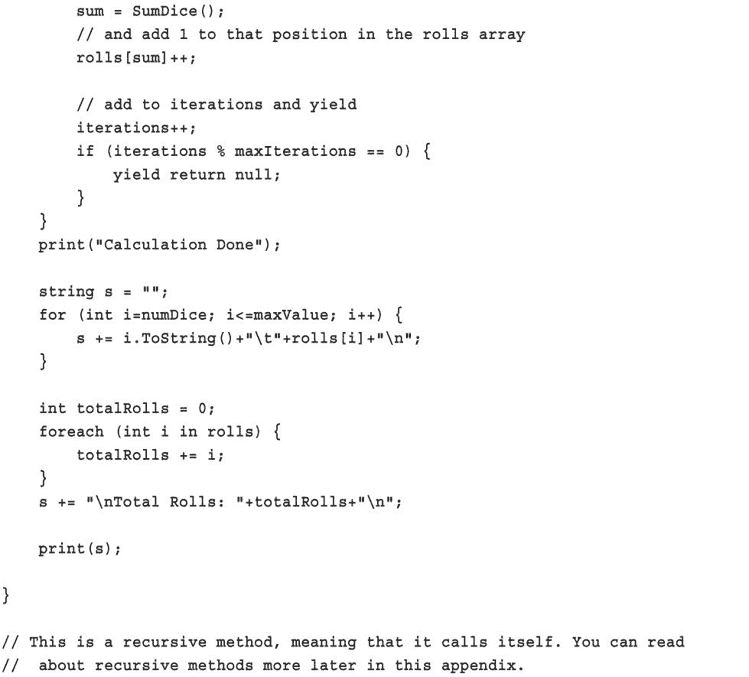 sum = SumDice();
// and add 1 to that position in the rolls array
rolls[sum]++;
// add to iterations and yield
iterations++;
if (iterations % maxIterations == 0) {
yield return null;
}
}
print("Calculation Done");
string s = "";
for (int i=numDice; i<=maxValue; i++) {
s += i.ToString()+"\t"+rolls[i]+"\n";
}
int totalRolls = 0;
foreach (int i in rolls) {
totalRolls += i;
}
s += "\nTotal Rolls: "+totalRolls+"\n";
print(s);
}
// This is a recursive method, meaning that it calls itself. You can read
//  about recursive methods more later in this appendix.